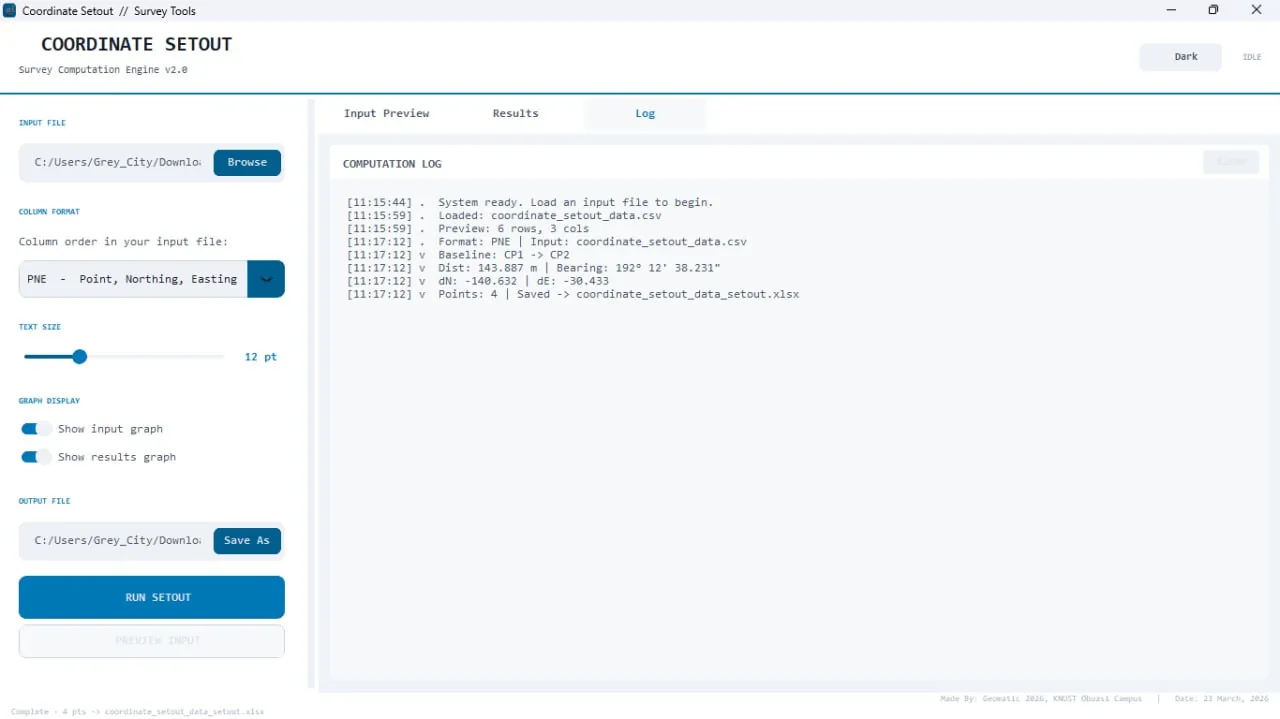 Coordinate Setout // Survey Tools
COORDINATE SETOUT
Survey Computation Engine v2.0
Dark
IDLE
INPUT FILE
C:/Users/Grey_City/Downlo
Browse
COLUMN FORMAT
Column order in your input file:
PNE - Point, Northing, Easting
TEXT SIZE
12 pt
GRAPH DISPLAY
Show input graph
Show results graph
OUTPUT FILE
C:/Users/Grey_City/Downlo
Save As
RUN SETOUT
PREVIEW INPUT
Input Preview
Results
Log
COMPUTATION LOG
[11:15:44] . System ready. Load an input file to begin.
[11:15:59] . Loaded: coordinate_setout_data.csv
[11:15:59] . Preview: 6 rows, 3 cols
[11:17:12] . Format: PNE | Input: coordinate_setout_data.csv
[11:17:12] v Baseline: CP1 -> CP2
[11:17:12] v Dist: 143.887 m | Bearing: 192° 12' 38.231"
[11:17:12] v dN: -140.632 | dE: -30.433
[11:17:12] v Points: 4 | Saved -> coordinate_setout_data_setout.xlsx
Made By: Geomatic 2026, KNUST Obuasi Campus | Date: 23 March, 2026
Complete - 4 pts -> coordinate_setout_data_setout.xlsx